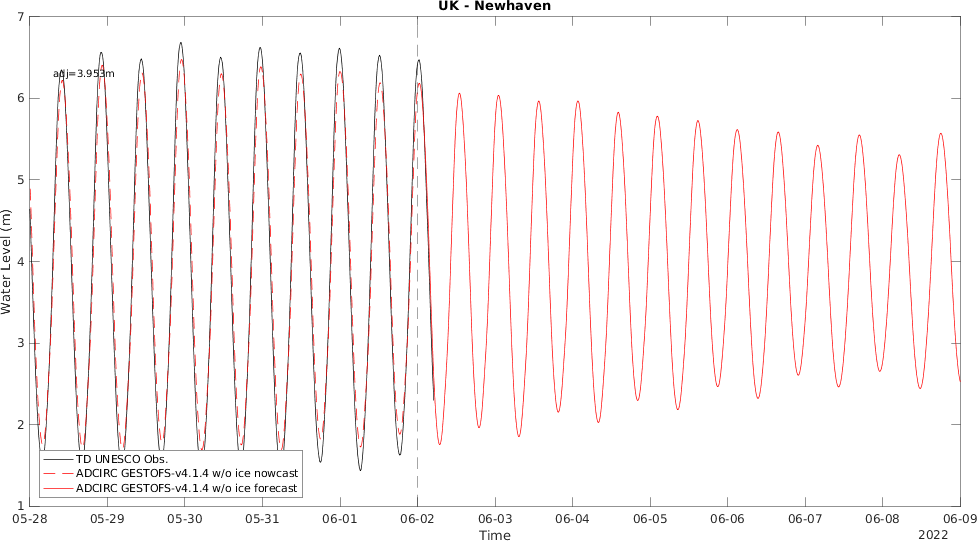 UK - Newhaven
7
adj=3.953m
6
5
4
3
2
1
Water Level (m)
TD UNESCO Obs.
ADCIRC GESTOFS-v4.1.4 w/o ice nowcast
ADCIRC GESTOFS-v4.1.4 w/o ice forecast
05-28 05-29 05-30 05-31 06-01 06-02 06-03 06-04 06-05 06-06 06-07 06-08 06-09
Time
2022